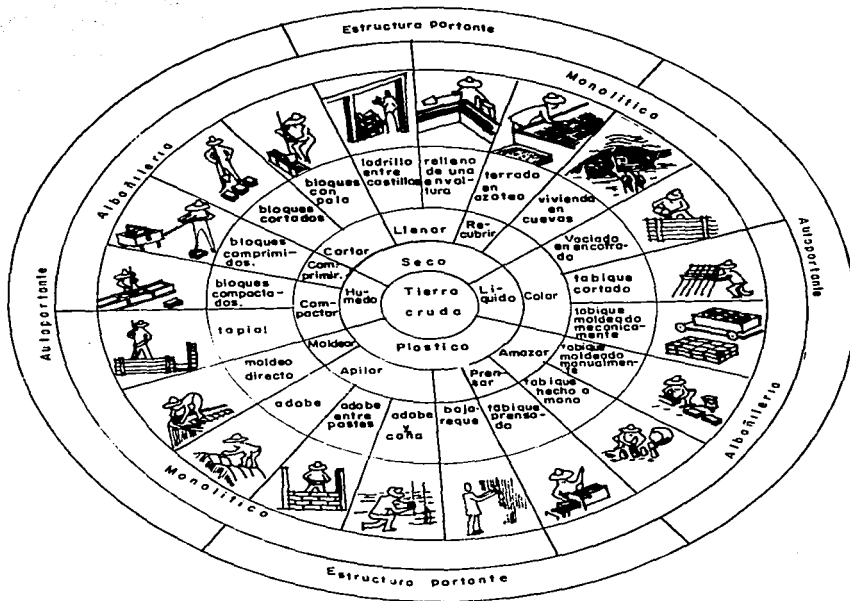 Estructura portante
Monolítico
Autoportante
Albañilería
Estructura portante
Monolítico
Autoportante
Albañilería
ladrillo
entre
costillas
relleno
de una
envol-
tura
terrado
en
azotea
vivienda
en
cuevas
Vaciado
en encofra-
do
tabique
cortado
tabique
moldeado
mecanica-
mente
tabique
moldeado
manualmen-
te
tabique
hecho a
mano
tabique
prensa-
do
baja-
reque
adobe
y
caña
adobe
entre
postes
adobe
moldeo
directo
tapial
bloques
compacta-
dos.
bloques
comprimi-
dos.
bloques
cortados
bloques
con
pala
Llenar
Re-
cubrir
Colar
Amazar
Pren-
sar
Apilar
Moldear
Com-
pactar
Com-
primir.
Cortar
Seco
Lí-
quido
Plastico
Hu-
medo
Tierra
cruda